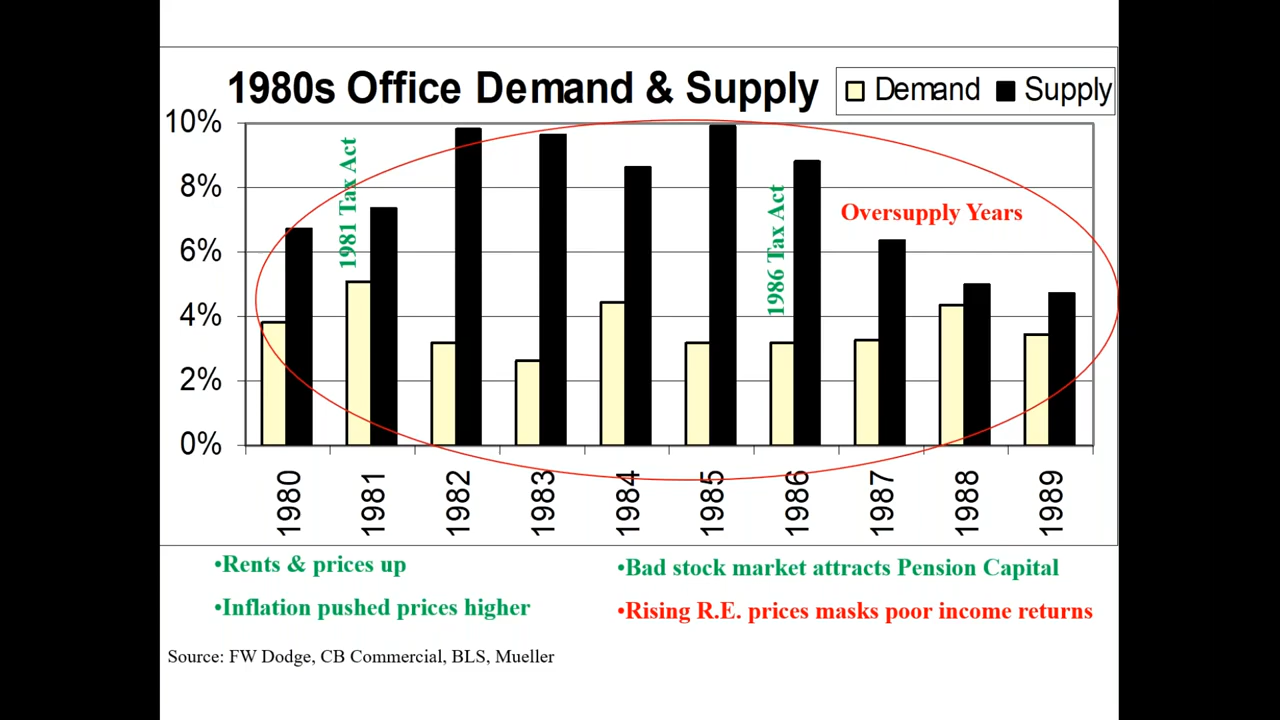 1980s Office Demand & Supply
Demand
Supply
10%
8%
6%
4%
2%
0%
1981 Tax Act
1986 Tax Act
Oversupply Years
1980
1981
1982
1983
1984
1985
1986
1987
1988
1989
•Rents & prices up
•Inflation pushed prices higher
•Bad stock market attracts Pension Capital
•Rising R.E. prices masks poor income returns
Source: FW Dodge, CB Commercial, BLS, Mueller